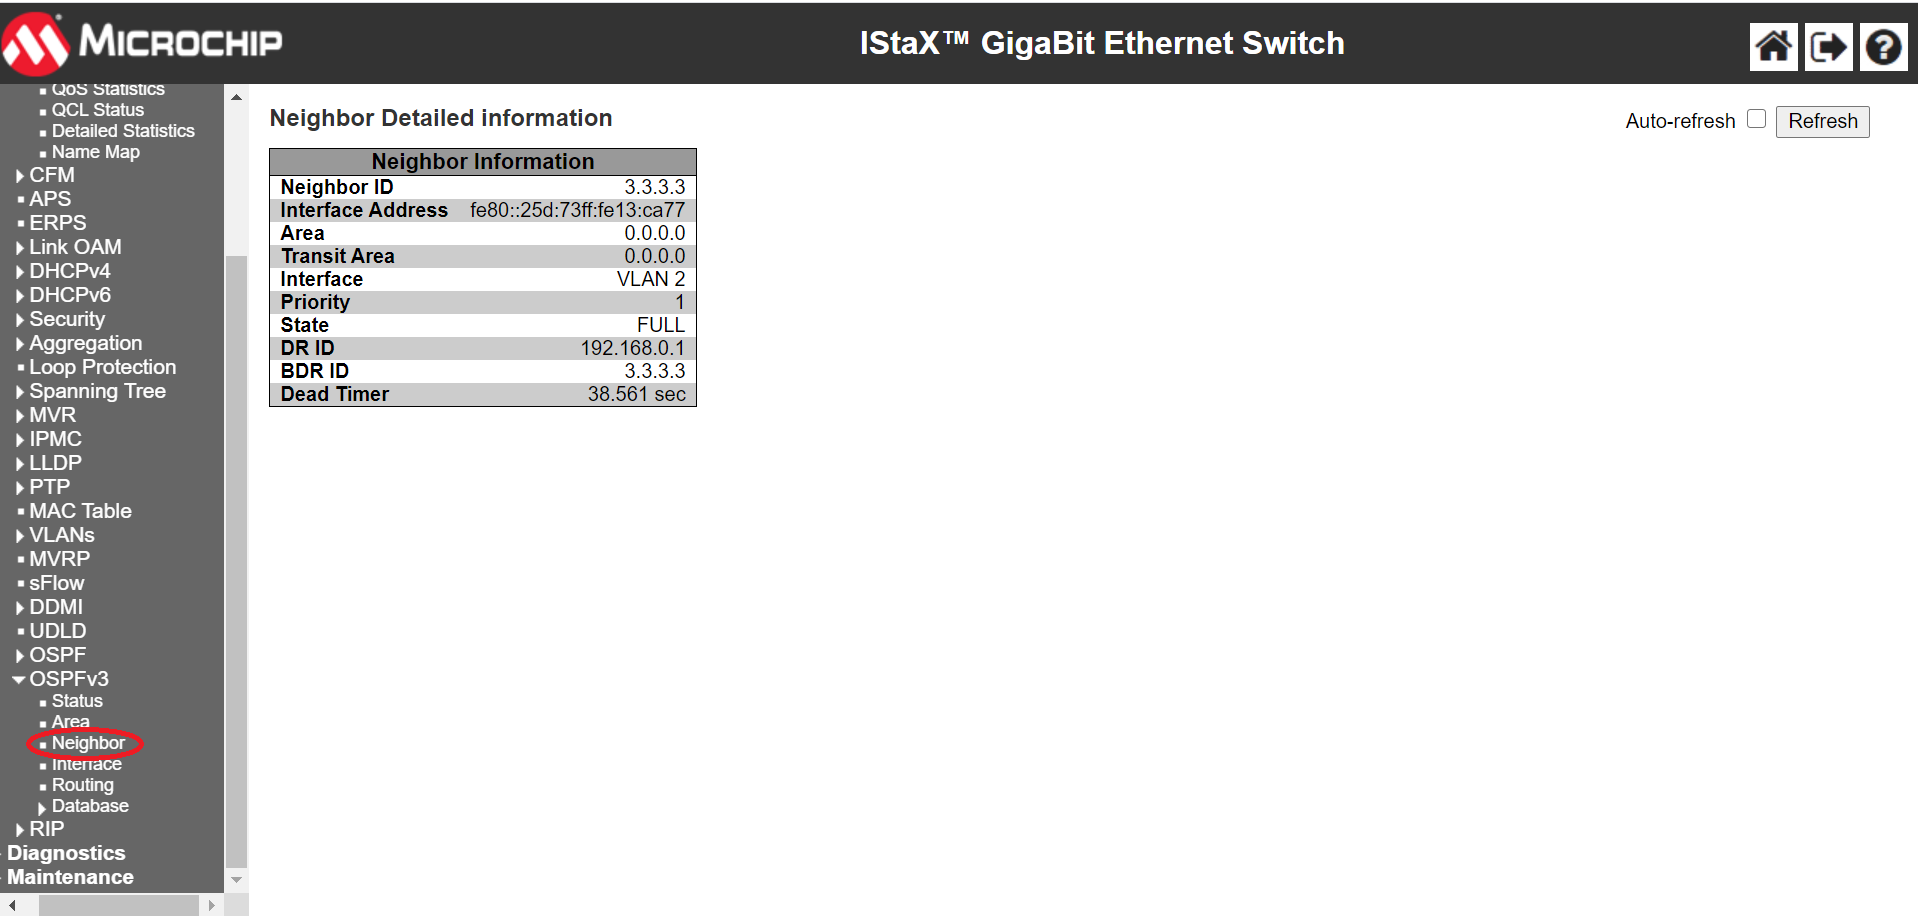 MICROCHIP
IStaX™ GigaBit Ethernet Switch
QoS Statistics
QCL Status
Detailed Statistics
Name Map
CFM
APS
ERPS
Link OAM
DHCPv4
DHCPv6
Security
Aggregation
Loop Protection
Spanning Tree
MVR
IPMC
LLDP
PTP
MAC Table
VLANs
MVRP
sFlow
DDMI
UDLD
OSPF
OSPFv3
Status
Area
Neighbor
Interface
Routing
Database
RIP
Diagnostics
Maintenance
Neighbor Detailed information
Auto-refresh Refresh
Neighbor Information
Neighbor ID 3.3.3.3
Interface Address fe80::25d:73ff:fe13:ca77
Area 0.0.0.0
Transit Area 0.0.0.0
Interface VLAN 2
Priority 1
State FULL
DR ID 192.168.0.1
BDR ID 3.3.3.3
Dead Timer 38.561 sec